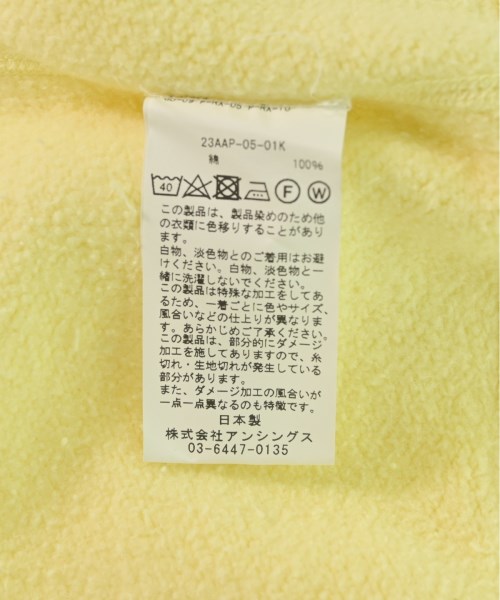 23AAP-05-01K
綿 100%
40 F W
この製品は、製品染めのため他
の衣類に色移りすることがあり
ます。
白物、淡色物とのご着用はお避
けください。白物、淡色物と一
緒に洗濯しないでください。
この製品は特殊な加工をしてあ
るため、一着ごとに色やサイズ、
風合いなどの仕上りが異なりま
す。あらかじめご了承ください。
この製品は、部分的にダメージ
加工を施してありますので、糸
切れ・生地切れが発生している
部分があります。
また、ダメージ加工の風合いが
一点一点異なるのも特徴です。
日本製
株式会社アンシングス
03-6447-0135